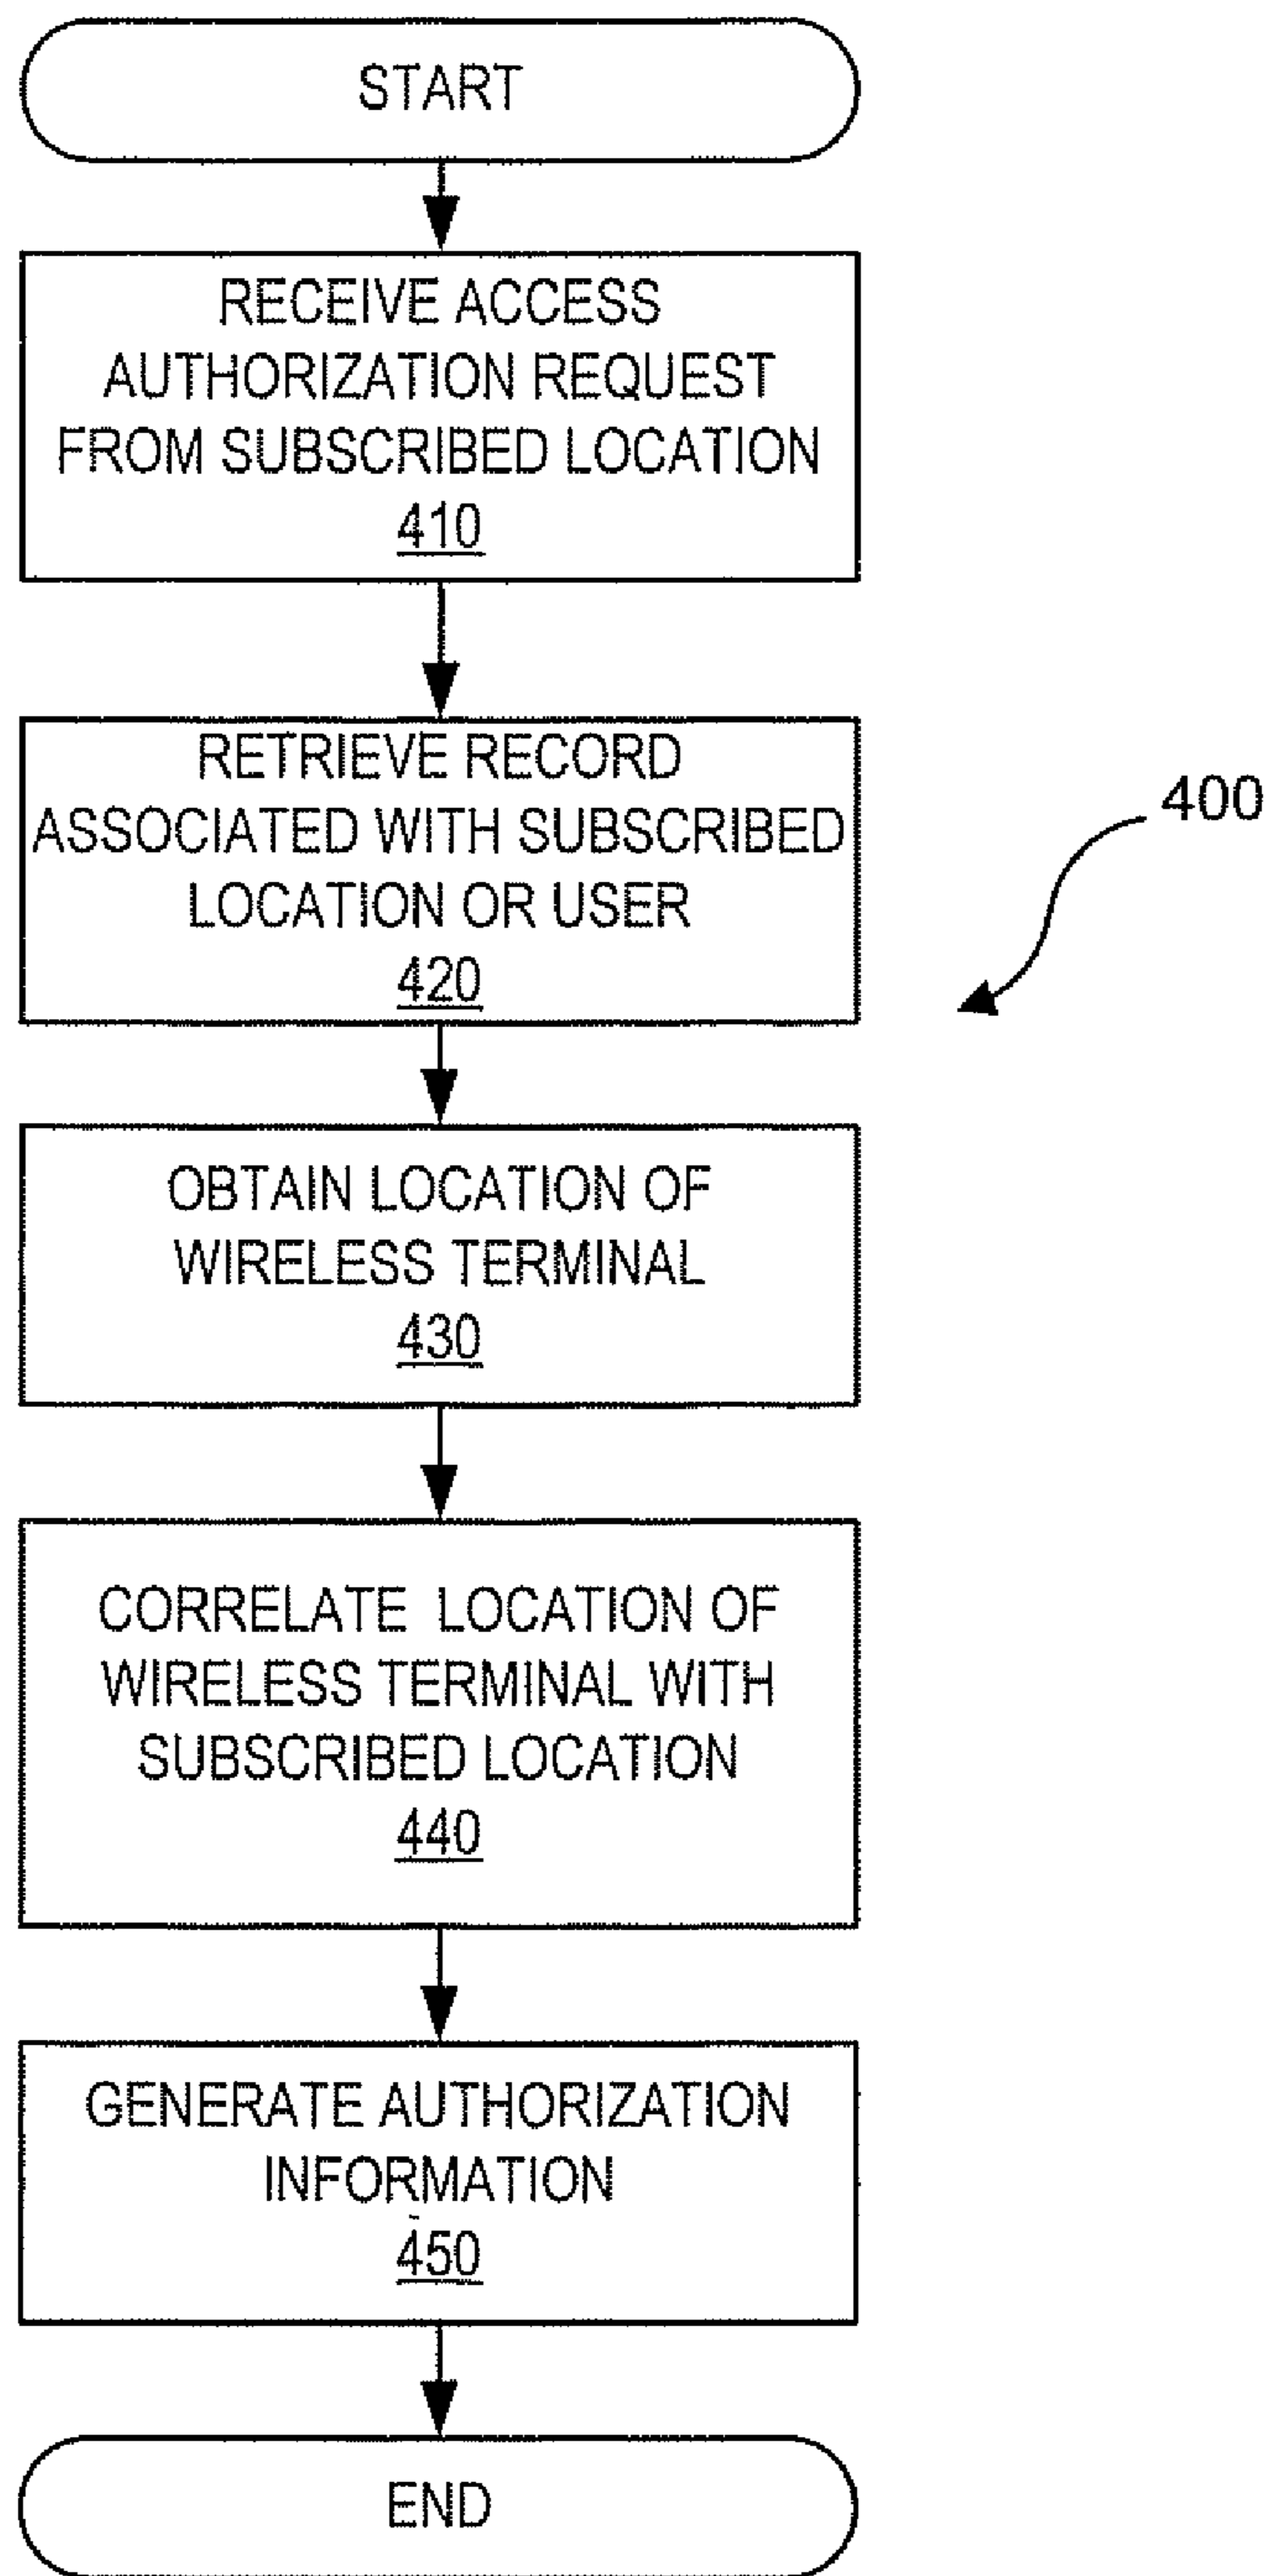 START
RECEIVE ACCESS
AUTHORIZATION REQUEST
FROM SUBSCRIBED LOCATION
410
RETRIEVE RECORD
ASSOCIATED WITH SUBSCRIBED
LOCATION OR USER
420
400
OBTAIN LOCATION OF
WIRELESS TERMINAL
430
CORRELATE LOCATION OF
WIRELESS TERMINAL WITH
SUBSCRIBED LOCATION
440
GENERATE AUTHORIZATION
INFORMATION
450
END